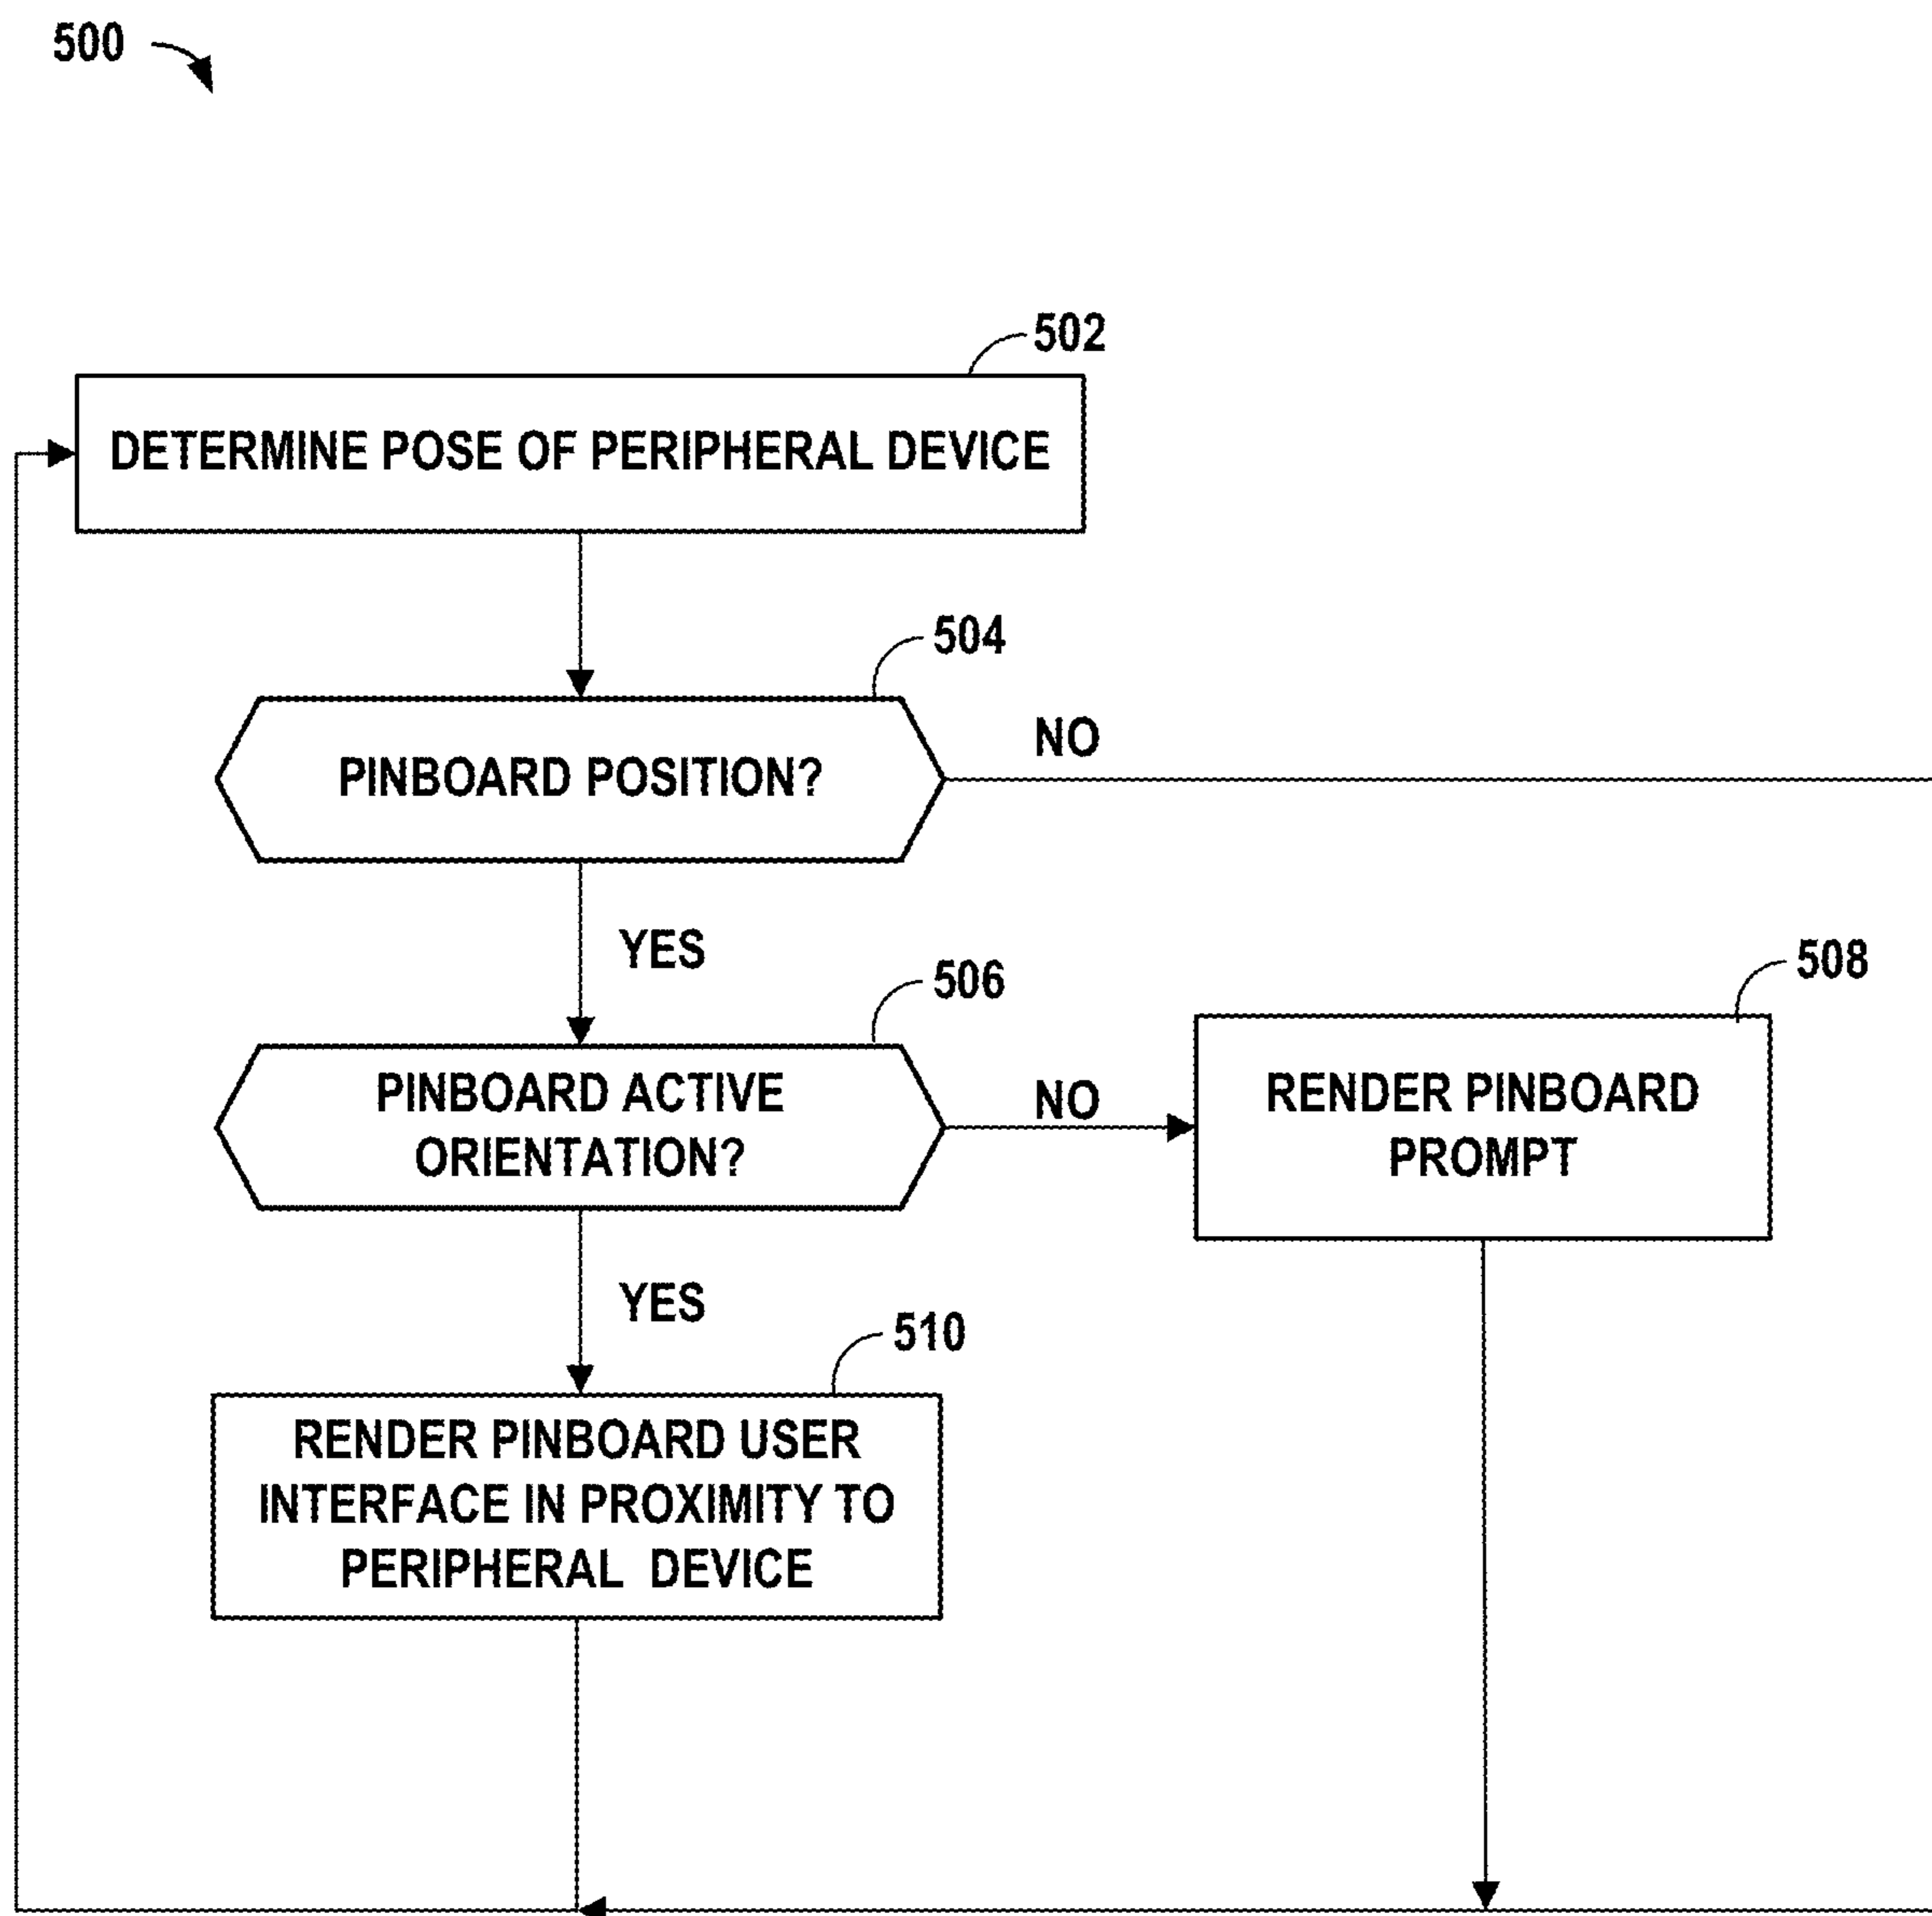 500
502
DETERMINE POSE OF PERIPHERAL DEVICE
504
PINBOARD POSITION?
NO
YES
506
PINBOARD ACTIVE
ORIENTATION?
NO
508
RENDER PINBOARD
PROMPT
YES
510
RENDER PINBOARD USER
INTERFACE IN PROXIMITY TO
PERIPHERAL DEVICE